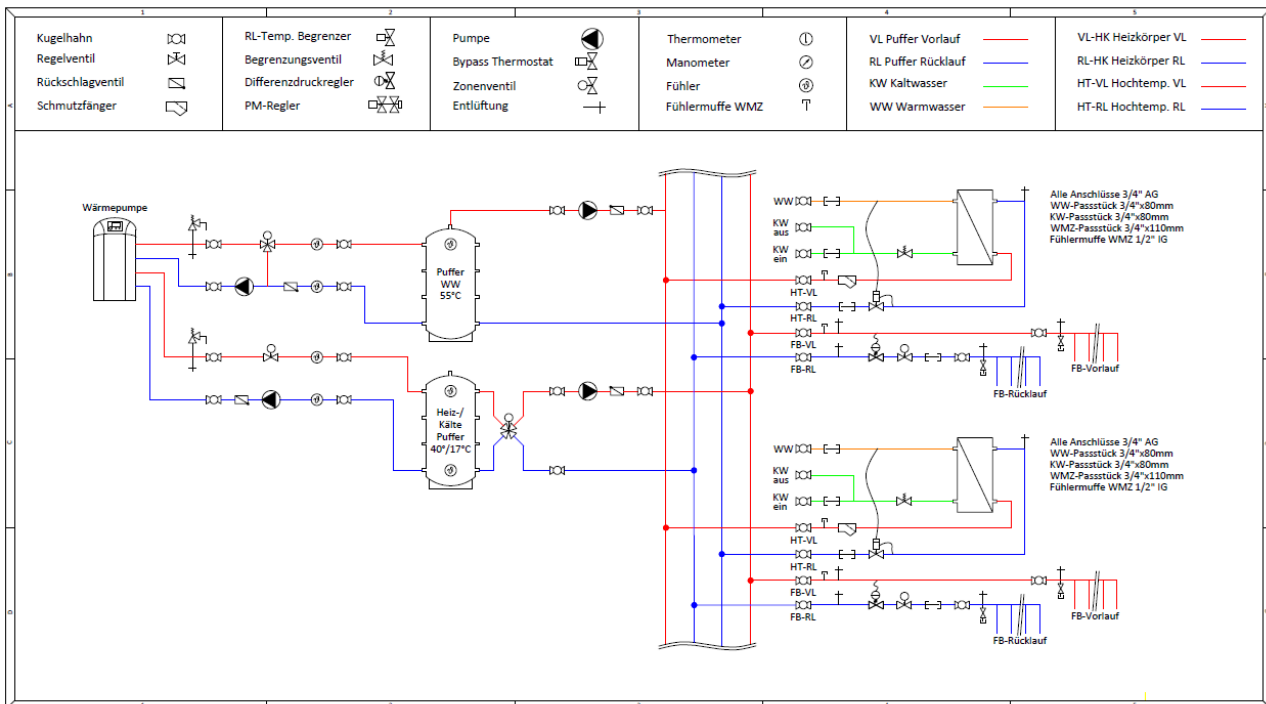 1 2 3 4 5
Kugelhahn
Regelventil
Rückschlagventil
Schmutzfänger
RL-Temp. Begrenzer
Begrenzungsventil
Differenzdruckregler
PM-Regler
Pumpe
Bypass Thermostat
Zonenventil
Entlüftung
Thermometer
Manometer
Fühler
Fühlermuffe WMZ
VL Puffer Vorlauf
RL Puffer Rücklauf
KW Kaltwasser
WW Warmwasser
VL-HK Heizkörper VL
RL-HK Heizkörper RL
HT-VL Hochtemp. VL
HT-RL Hochtemp. RL
Wärmepumpe
Puffer
WW
55°C
Heiz-/
Kälte
Puffer
40°/17°C
WW
KW
aus
KW
ein
HT-VL
HT-RL
FB-VL
FB-RL
Alle Anschlüsse 3/4" AG
WW-Passstück 3/4"x80mm
KW-Passstück 3/4"x80mm
WMZ-Passstück 3/4"x110mm
Fühlermuffe WMZ 1/2" IG
FB-Vorlauf
FB-Rücklauf
WW
KW
aus
KW
ein
HT-VL
HT-RL
FB-VL
FB-RL
Alle Anschlüsse 3/4" AG
WW-Passstück 3/4"x80mm
KW-Passstück 3/4"x80mm
WMZ-Passstück 3/4"x110mm
Fühlermuffe WMZ 1/2" IG
FB-Vorlauf
FB-Rücklauf